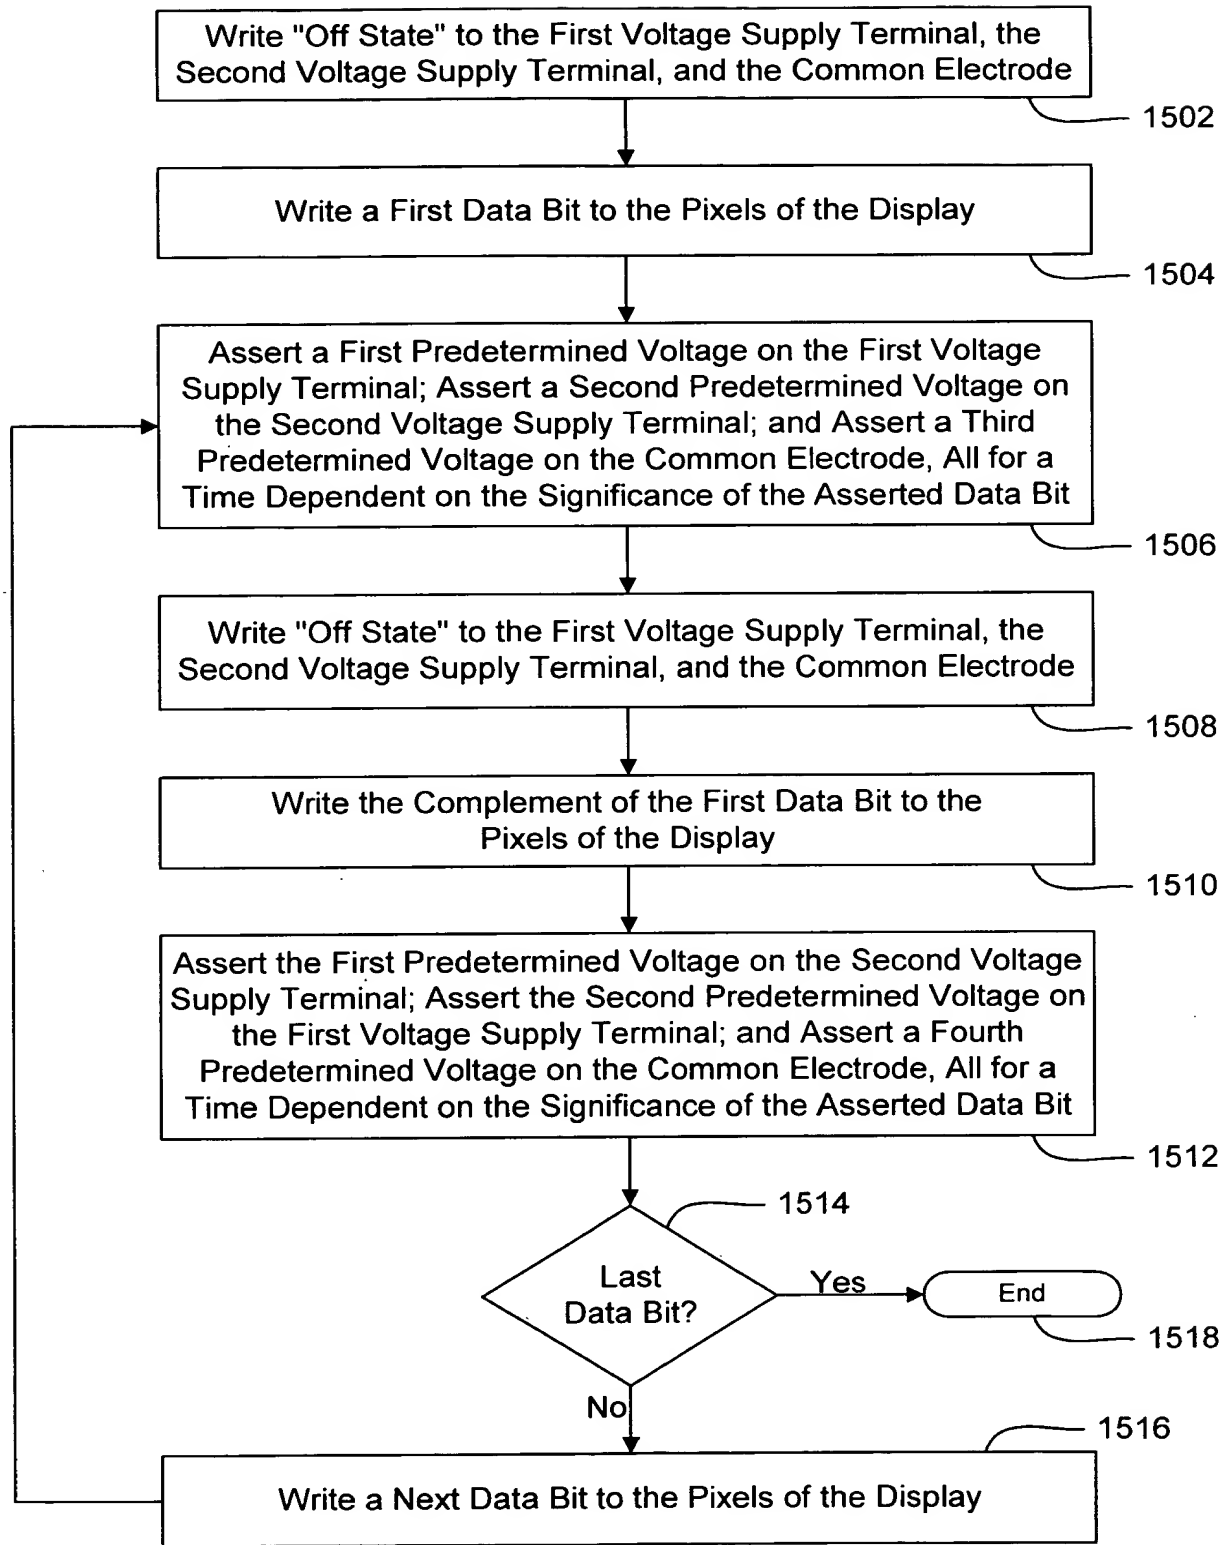 Write "Off State" to the First Voltage Supply Terminal, the
Second Voltage Supply Terminal, and the Common Electrode
1502
Write a First Data Bit to the Pixels of the Display
1504
Assert a First Predetermined Voltage on the First Voltage
Supply Terminal; Assert a Second Predetermined Voltage on
the Second Voltage Supply Terminal; and Assert a Third
Predetermined Voltage on the Common Electrode, All for a
Time Dependent on the Significance of the Asserted Data Bit
1506
Write "Off State" to the First Voltage Supply Terminal, the
Second Voltage Supply Terminal, and the Common Electrode
1508
Write the Complement of the First Data Bit to the
Pixels of the Display
1510
Assert the First Predetermined Voltage on the Second Voltage
Supply Terminal; Assert the Second Predetermined Voltage on
the First Voltage Supply Terminal; and Assert a Fourth
Predetermined Voltage on the Common Electrode, All for a
Time Dependent on the Significance of the Asserted Data Bit
1512
1514
Last
Data Bit?
Yes
End
1518
No
1516
Write a Next Data Bit to the Pixels of the Display